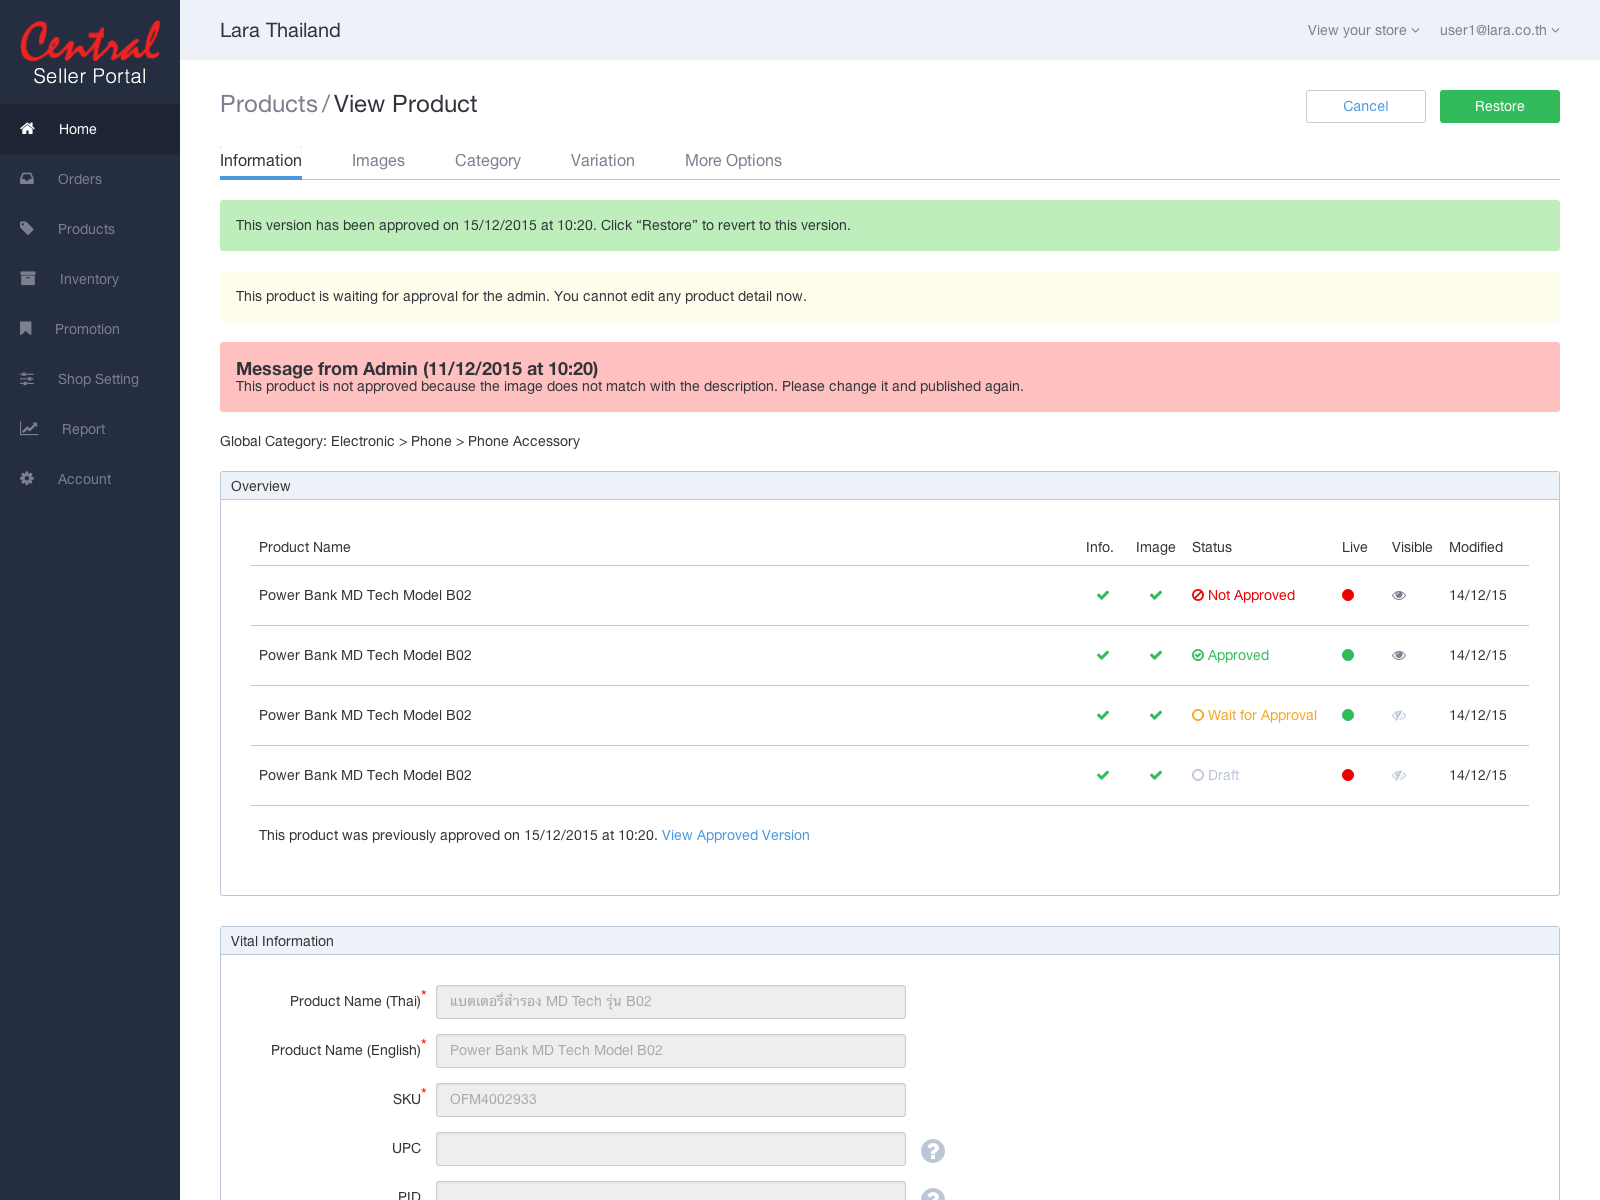 Central
Seller Portal
Home
Orders
Products
Inventory
Promotion
Shop Setting
Report
Account
Lara Thailand
View your store
user1@lara.co.th
Products / View Product
Cancel
Restore
Information Images Category Variation More Options
This version has been approved on 15/12/2015 at 10:20. Click “Restore” to revert to this version.
This product is waiting for approval for the admin. You cannot edit any product detail now.
Message from Admin (11/12/2015 at 10:20)
This product is not approved because the image does not match with the description. Please change it and published again.
Global Category: Electronic > Phone > Phone Accessory
Overview
Product Name Info. Image Status Live Visible Modified
Power Bank MD Tech Model B02 Not Approved 14/12/15
Power Bank MD Tech Model B02 Approved 14/12/15
Power Bank MD Tech Model B02 Wait for Approval 14/12/15
Power Bank MD Tech Model B02 Draft 14/12/15
This product was previously approved on 15/12/2015 at 10:20. View Approved Version
Vital Information
Product Name (Thai)* แบตเตอรี่สำรอง MD Tech รุ่น B02
Product Name (English)* Power Bank MD Tech Model B02
SKU* OFM4002933
UPC ?
PID ?